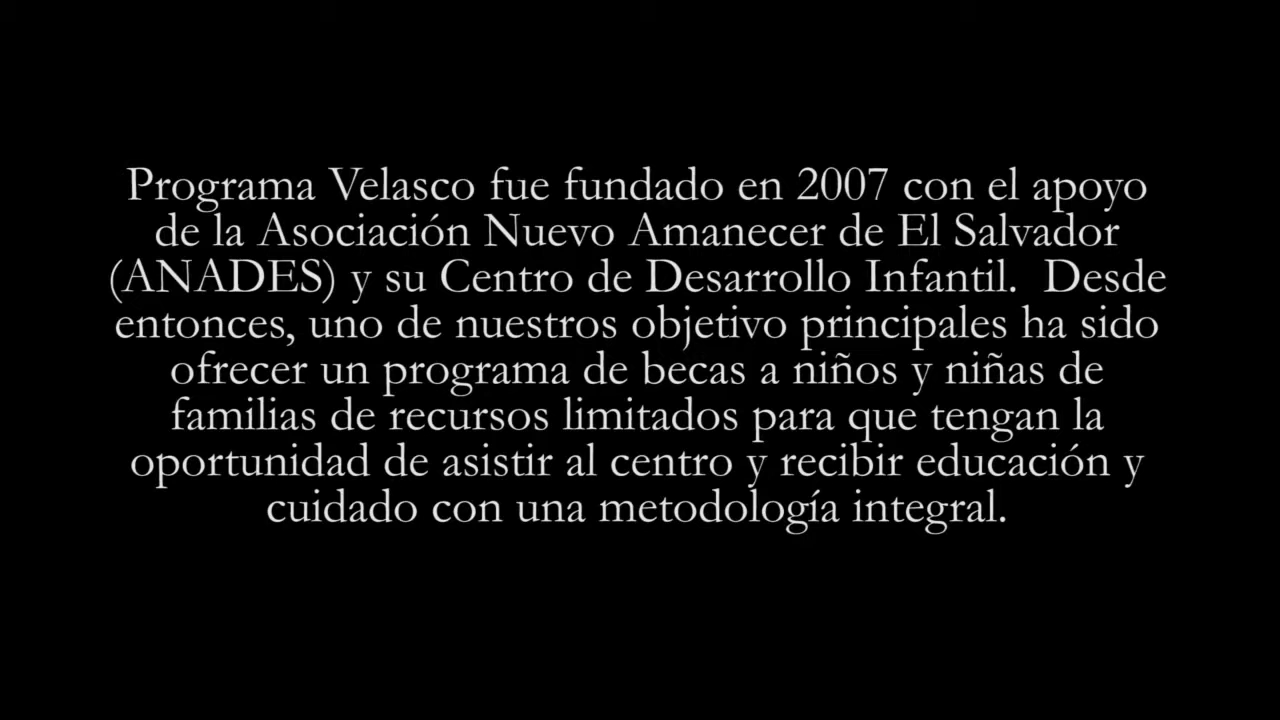 Programa Velasco fue fundado en 2007 con el apoyo
de la Asociación Nuevo Amanecer de El Salvador
(ANADES) y su Centro de Desarrollo Infantil.  Desde
entonces, uno de nuestros objetivo principales ha sido
ofrecer un programa de becas a niños y niñas de
familias de recursos limitados para que tengan la
oportunidad de asistir al centro y recibir educación y
cuidado con una metodología integral.